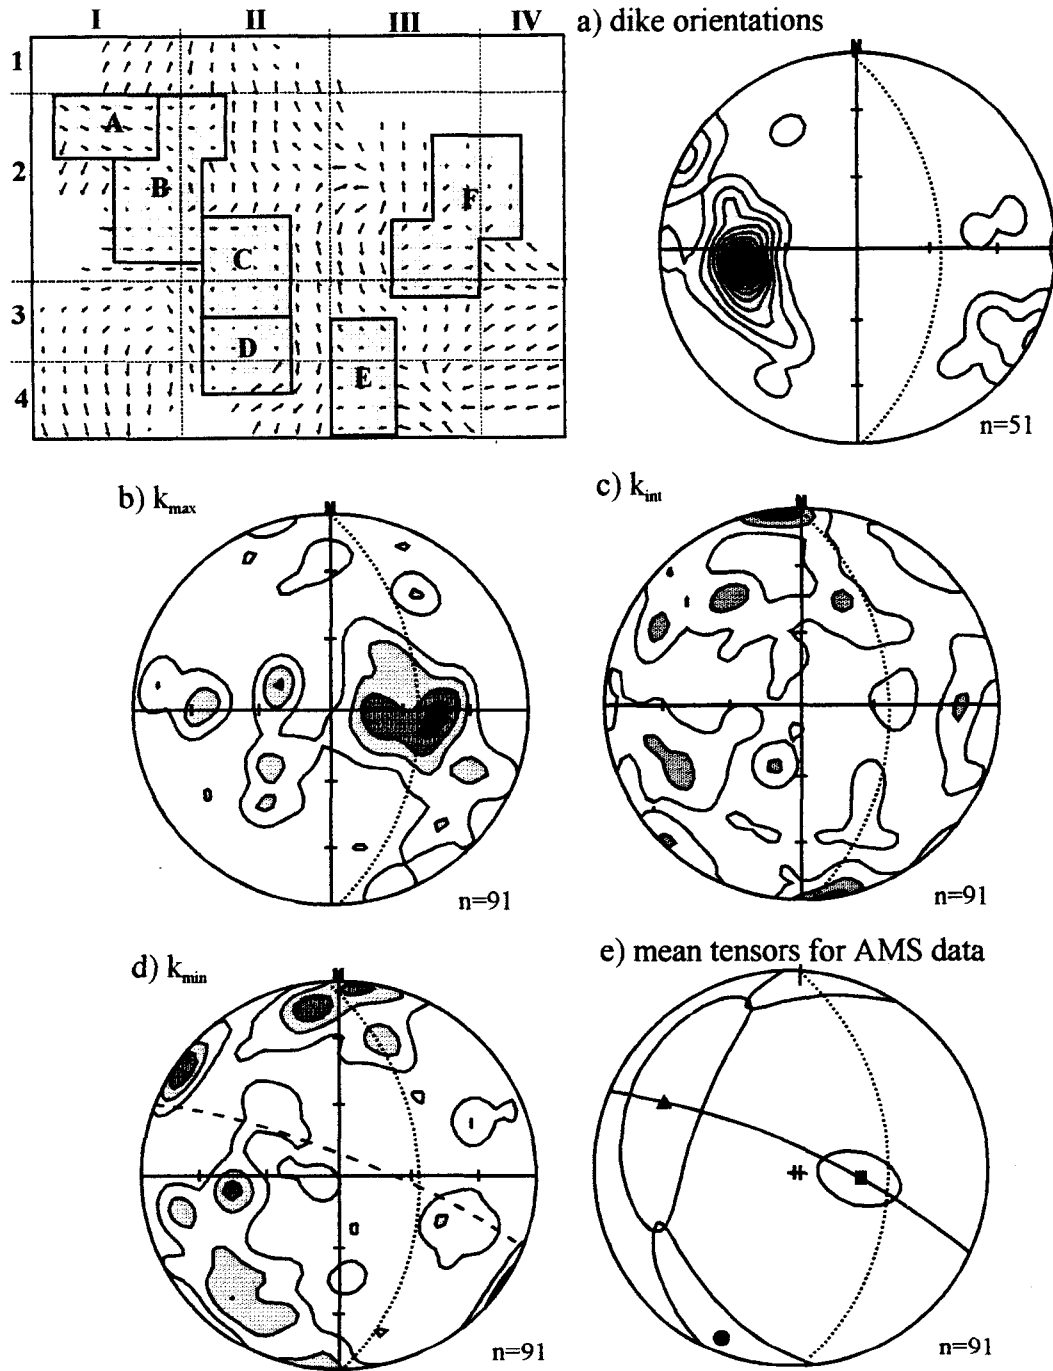 I II III IV
a) dike orientations
1
2
3
4
A
B
C
D
E
F
N
n=51
b) kmax
N
n=91
c) kint
N
n=91
d) kmin
N
n=91
e) mean tensors for AMS data
n=91